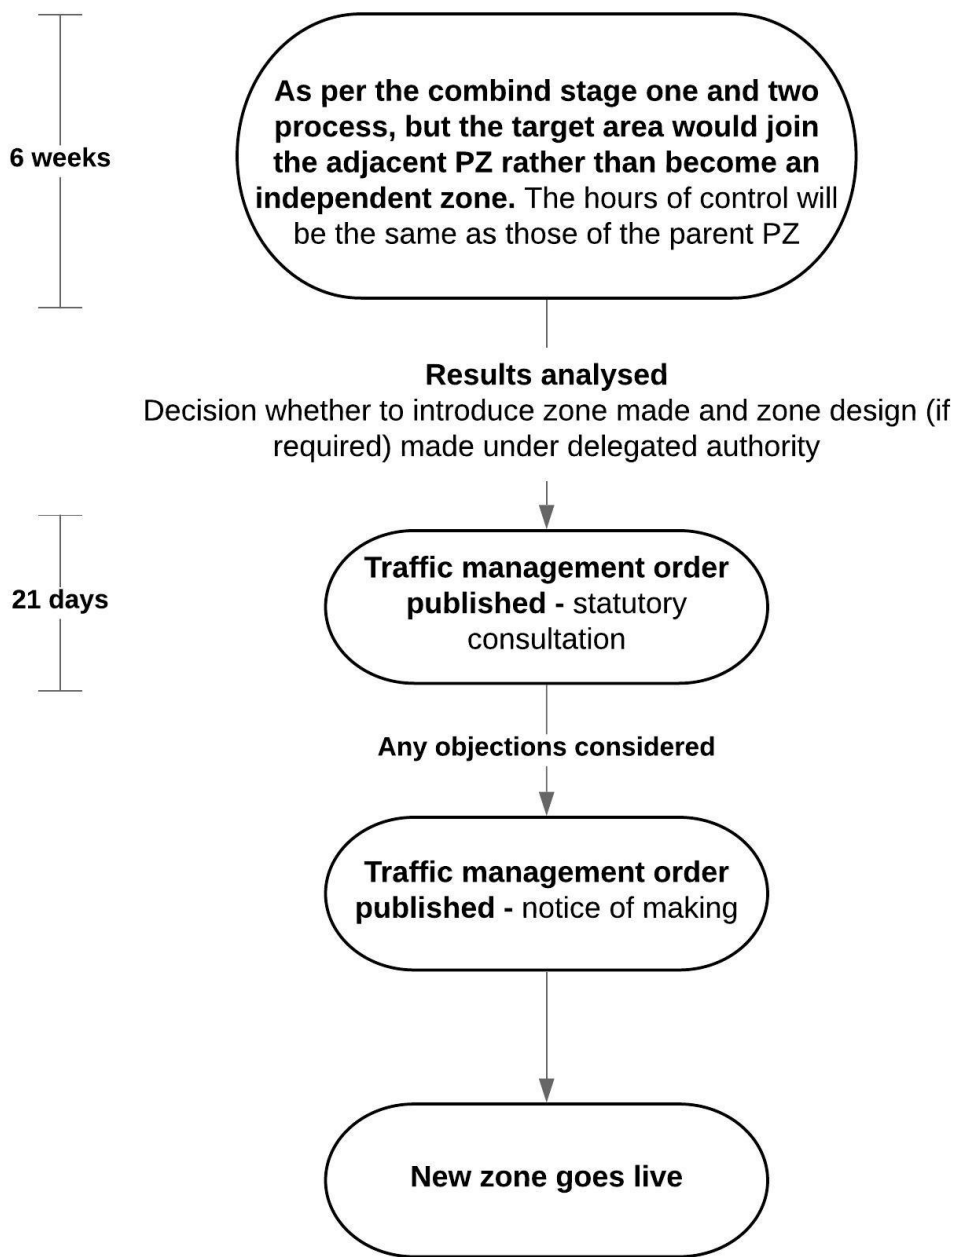 As per the combind stage one and two
process, but the target area would join
6 weeks
the adjacent PZ rather than become an
independent zone. The hours of control will
be the same as those of the parent PZ
Results analysed
Decision whether to introduce zone made and zone design (if
required) made under delegated authority
Traffic management order
21 days
published - statutory
consultation
Any objections considered
Traffic management order
published - notice of making
New zone goes live